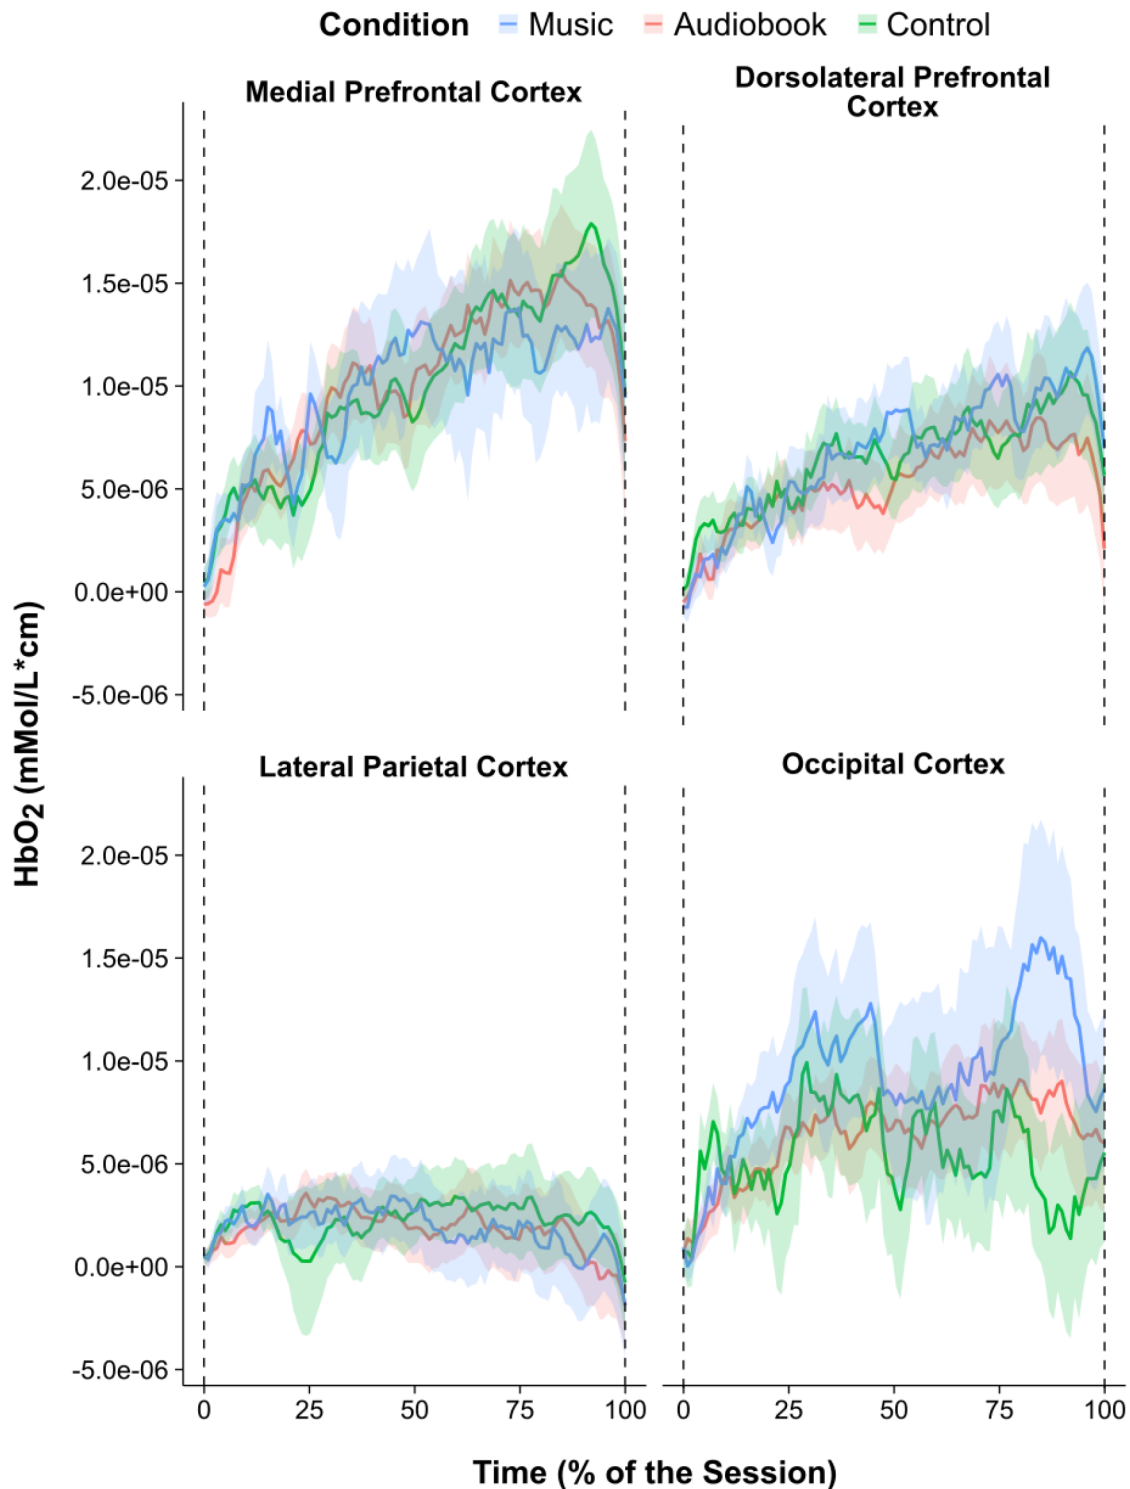 Condition Music Audiobook Control
Medial Prefrontal Cortex
Dorsolateral Prefrontal
Cortex
2.0e-05
1.5e-05
1.0e-05
5.0e-06
0.0e+00
-5.0e-06
HbO2 (mMol/L*cm)
Lateral Parietal Cortex
Occipital Cortex
2.0e-05
1.5e-05
1.0e-05
5.0e-06
0.0e+00
-5.0e-06
0 25 50 75 100
0 25 50 75 100
Time (% of the Session)